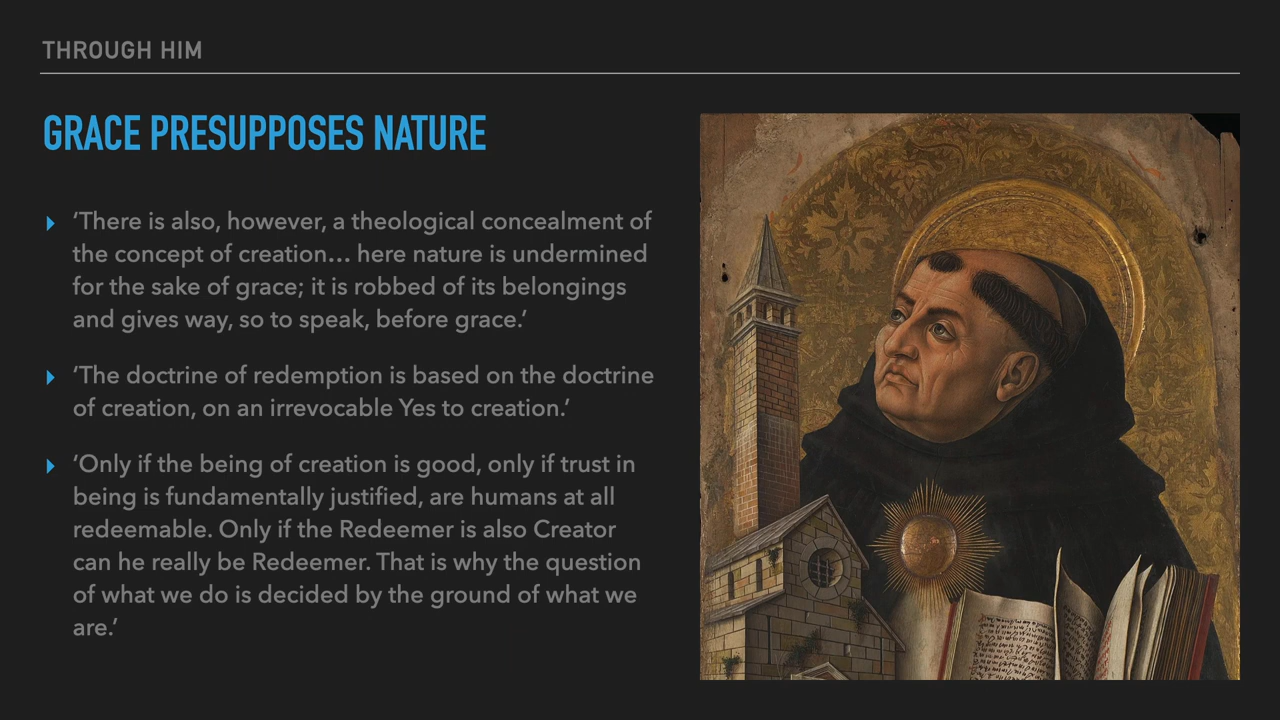 THROUGH HIM
GRACE PRESUPPOSES NATURE
‘There is also, however, a theological concealment of
the concept of creation… here nature is undermined
for the sake of grace; it is robbed of its belongings
and gives way, so to speak, before grace.’
‘The doctrine of redemption is based on the doctrine
of creation, on an irrevocable Yes to creation.’
‘Only if the being of creation is good, only if trust in
being is fundamentally justified, are humans at all
redeemable. Only if the Redeemer is also Creator
can he really be Redeemer. That is why the question
of what we do is decided by the ground of what we
are.’